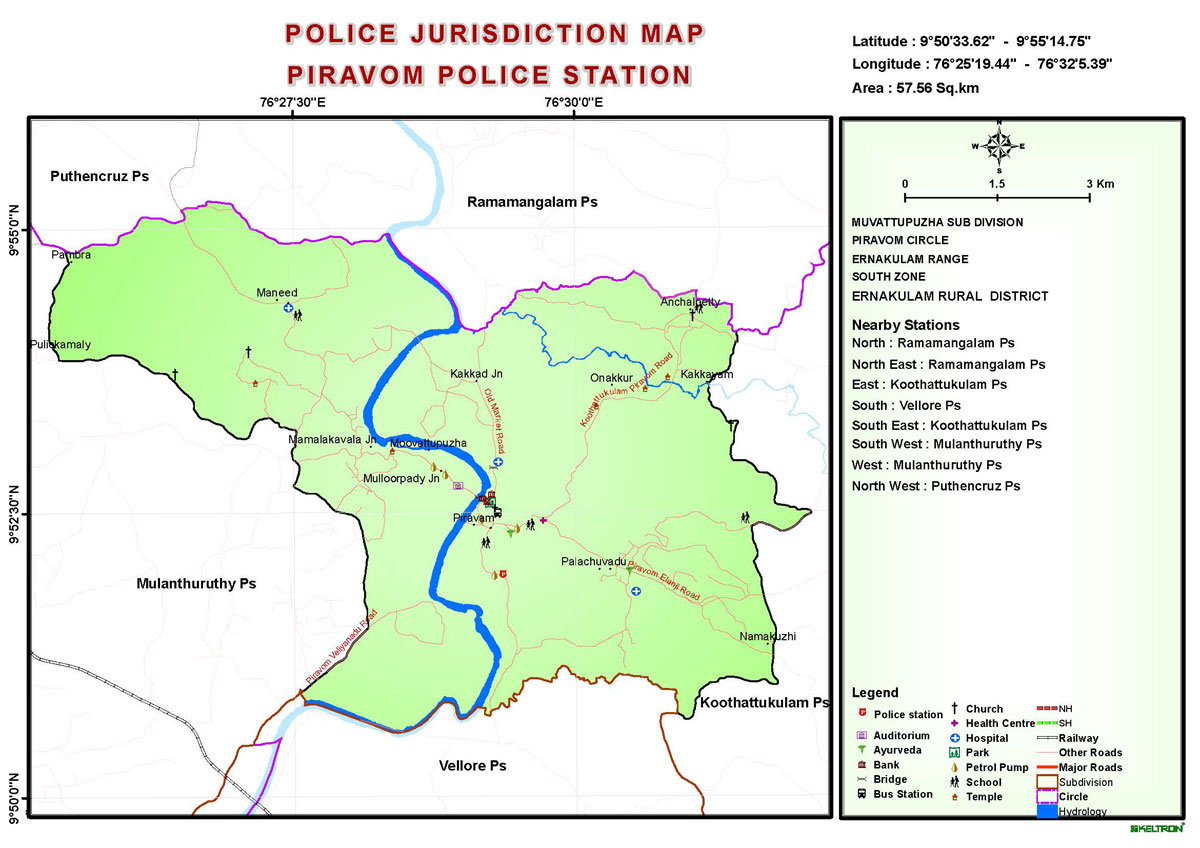 POLICE JURISDICTION MAP
PIRAVOM POLICE STATION
Latitude : 9°50'33.62" - 9°55'14.75"
Longitude : 76°25'19.44" - 76°32'5.39"
Area : 57.56 Sq.km
76°27'30"E
76°30'0"E
9°55'0"N
9°52'30"N
9°50'0"N
Puthencruz Ps
Ramamangalam Ps
Pambra
Maneed
Anchalpetty
Pulickamaly
Kakkad Jn
Onakkur
Kakkayam
Koothattukulam Piravom Road
Old Market Road
Mamalakavala Jn
Moovattupuzha
Mulloorpady Jn
Piravam
Mulanthuruthy Ps
Palachuvadu
Piravom Elanji Road
Piravom Veliyanadu Road
Namakuzhi
Koothattukulam Ps
Vellore Ps
N
W
E
S
0
1.5
3 Km
MUVATTUPUZHA SUB DIVISION
PIRAVOM CIRCLE
ERNAKULAM RANGE
SOUTH ZONE
ERNAKULAM RURAL DISTRICT
Nearby Stations
North : Ramamangalam Ps
North East : Ramamangalam Ps
East : Koothattukulam Ps
South : Vellore Ps
South East : Koothattukulam Ps
South West : Mulanthuruthy Ps
West : Mulanthuruthy Ps
North West : Puthencruz Ps
Legend
Police station
Auditorium
Ayurveda
Bank
Bridge
Bus Station
Church
Health Centre
Hospital
Park
Petrol Pump
School
Temple
NH
SH
Railway
Other Roads
Major Roads
Subdivision
Circle
Hydrology
KELTRON